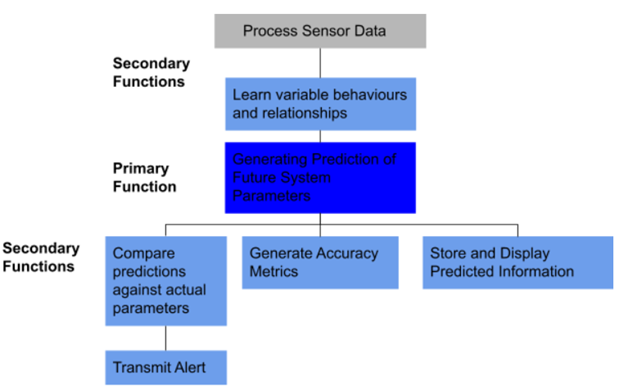 Process Sensor Data
Secondary
Functions
Learn variable behaviours
and relationships
Primary
Function
Generating Prediction of
Future System
Parameters
Secondary
Functions
Compare
predictions
against actual
parameters
Generate Accuracy
Metrics
Store and Display
Predicted Information
Transmit Alert